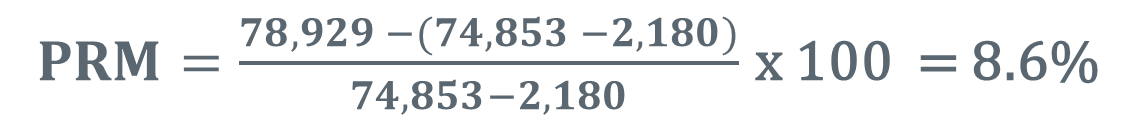 PRM = 78,929 –(74,853 –2,180) / 74,853–2,180 x 100 = 8.6%